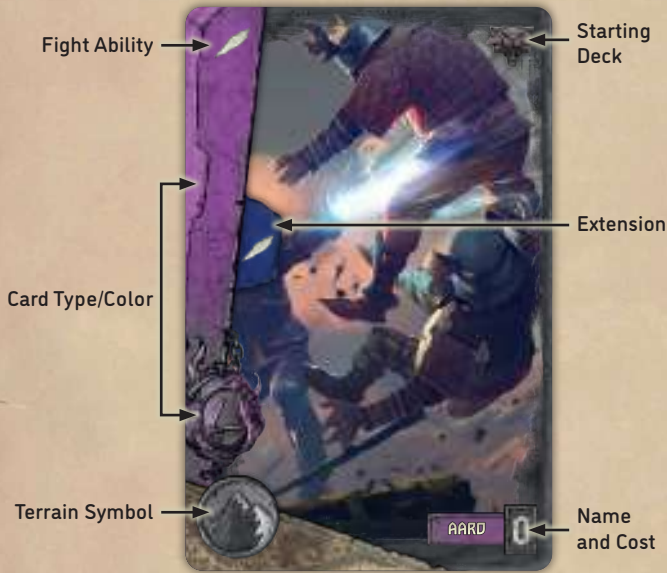 Fight Ability
Starting
Deck
Extension
Card Type/Color
Terrain Symbol
AARD
0
Name
and Cost